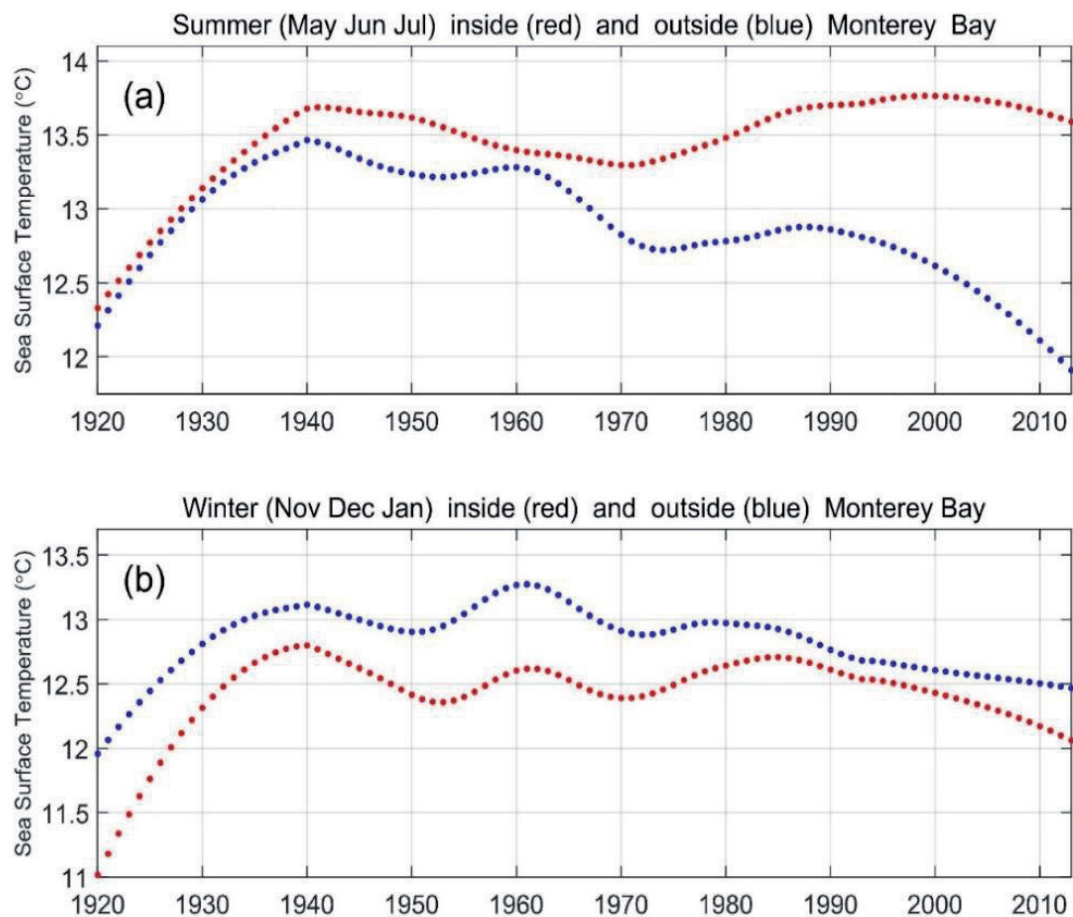 Summer (May Jun Jul) inside (red) and outside (blue) Monterey Bay
(a)
Sea Surface Temperature (°C)
14
13.5
13
12.5
12
1920 1930 1940 1950 1960 1970 1980 1990 2000 2010
Winter (Nov Dec Jan) inside (red) and outside (blue) Monterey Bay
(b)
Sea Surface Temperature (°C)
13.5
13
12.5
12
11.5
11
1920 1930 1940 1950 1960 1970 1980 1990 2000 2010